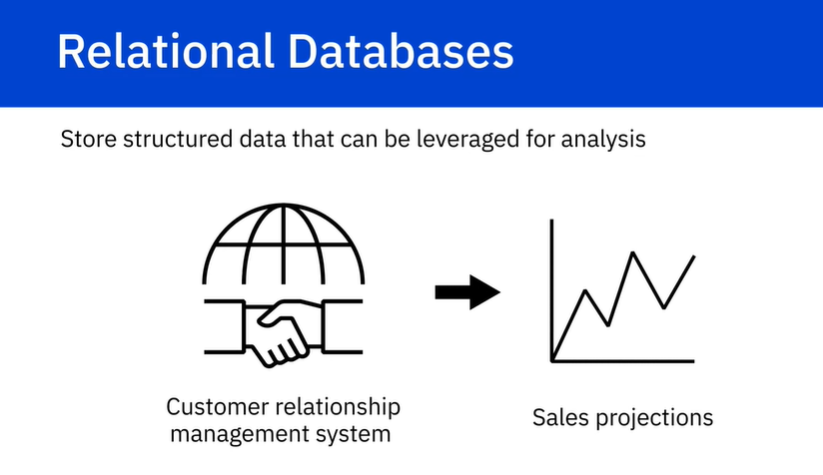 Relational Databases
Store structured data that can be leveraged for analysis
Customer relationship
management system
Sales projections